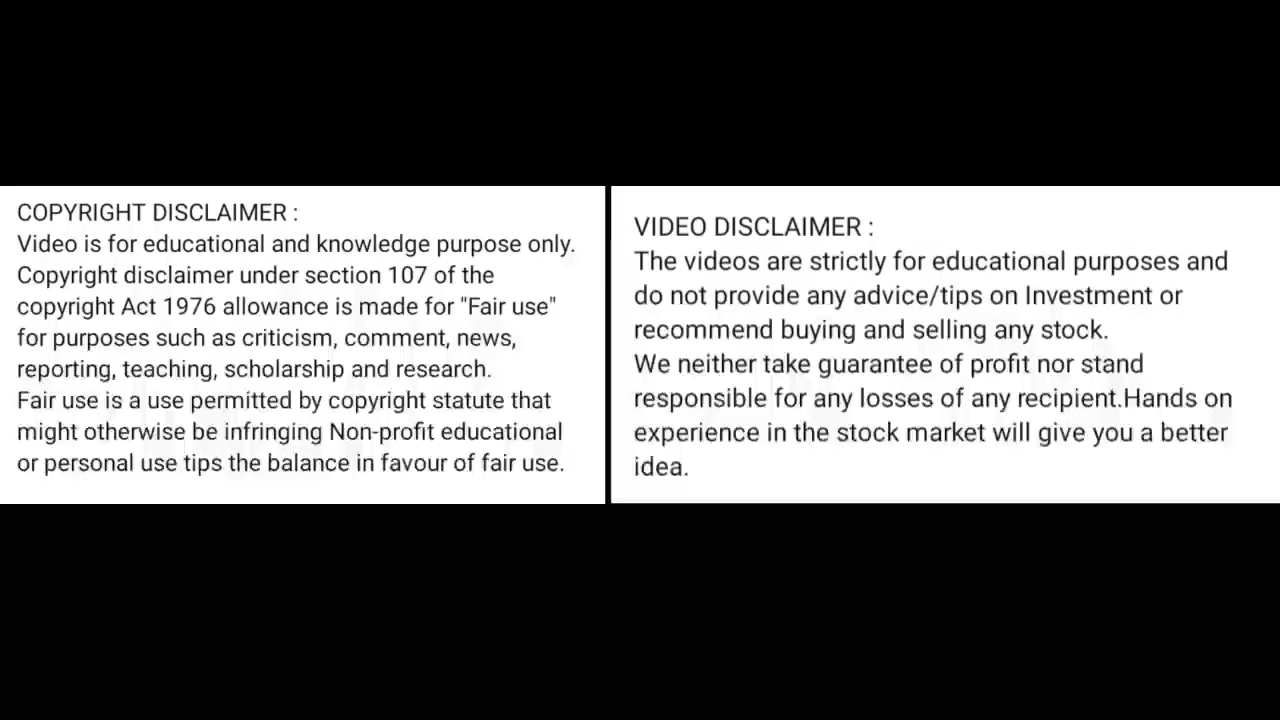 COPYRIGHT DISCLAIMER :
Video is for educational and knowledge purpose only.
Copyright disclaimer under section 107 of the
copyright Act 1976 allowance is made for "Fair use"
for purposes such as criticism, comment, news,
reporting, teaching, scholarship and research.
Fair use is a use permitted by copyright statute that
might otherwise be infringing Non-profit educational
or personal use tips the balance in favour of fair use.
VIDEO DISCLAIMER :
The videos are strictly for educational purposes and
do not provide any advice/tips on Investment or
recommend buying and selling any stock.
We neither take guarantee of profit nor stand
responsible for any losses of any recipient.Hands on
experience in the stock market will give you a better
idea.